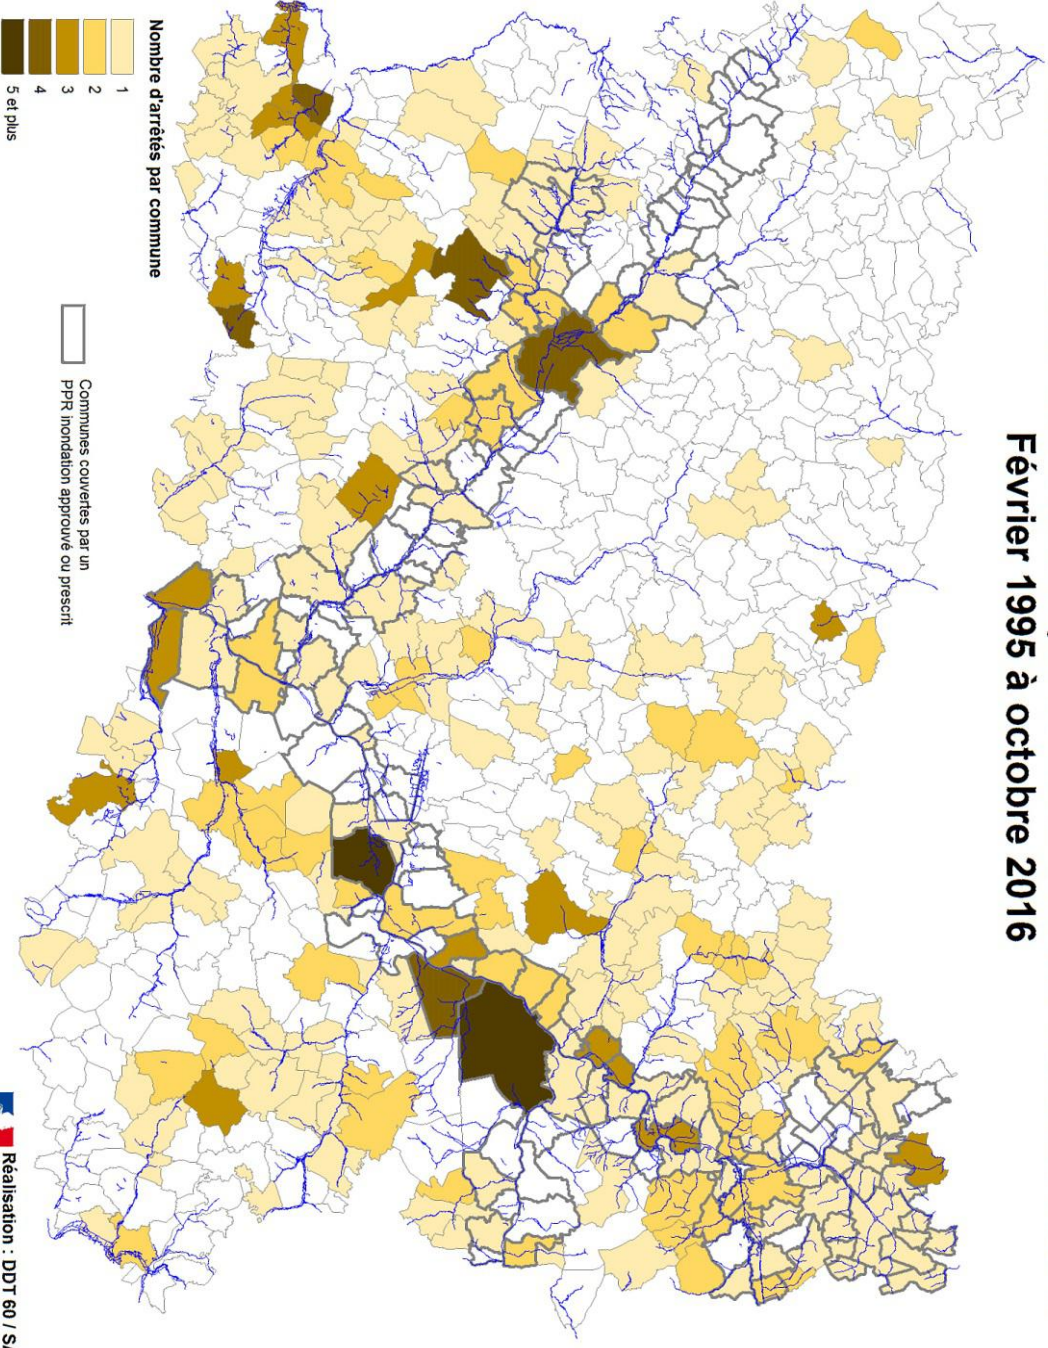 Février 1995 à octobre 2016
Nombre d'arrêtés par commune
1
2
3
4
5 et plus
Communes couvertes par un
PPR inondation approuvé ou prescrit
Réalisation : DDT 60 /